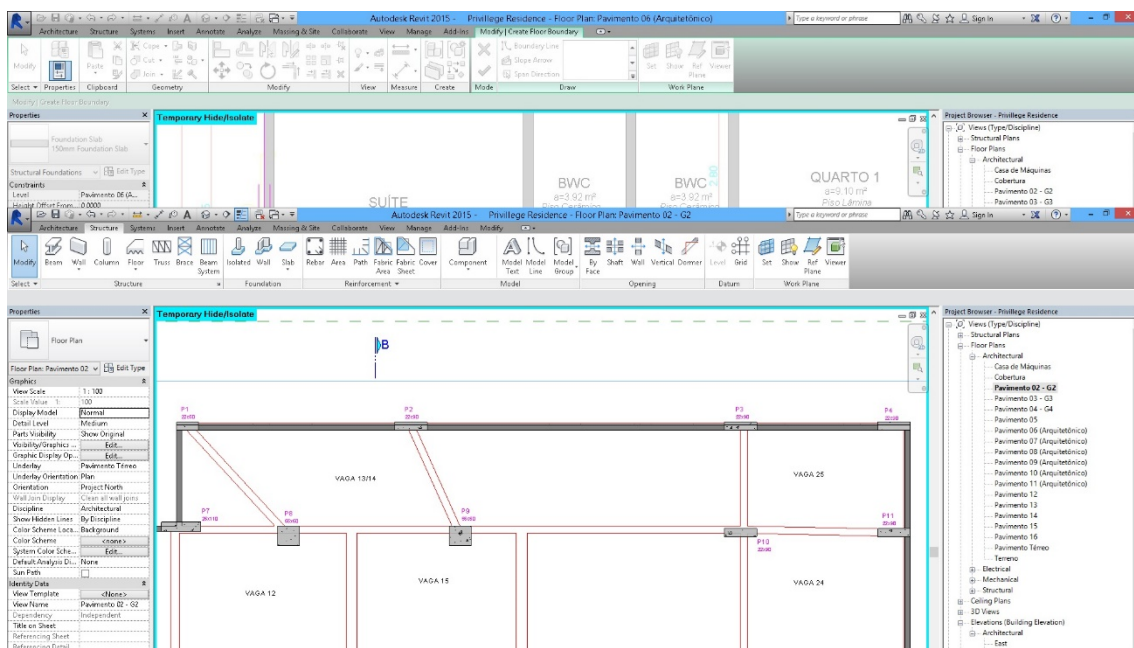 Autodesk Revit 2015 - Privillege Residence - Floor Plan: Pavimento 06 (Arquitetônico)
Type a keyword or phrase
Sign In
Architecture Structure Systems Insert Annotate Analyze Massing & Site Collaborate View Manage Add-Ins Modify | Create Floor Boundary
Modify
Paste
Cope
Cut
Join
Boundary Line
Slope Arrow
Span Direction
Set Show Ref Plane Viewer
Select Properties Clipboard Geometry Modify View Measure Create Mode Draw Work Plane
Modify | Create Floor Boundary
Properties
Temporary Hide/Isolate
Project Browser - Privillege Residence
Foundation Slab
150mm Foundation Slab
Structural Foundations
Edit Type
Constraints
Level
Pavimento 06 (A...
Height Offset From...
0.0000
SUÍTE
BWC
a=3.92 m²
Piso Cerâmico
BWC
a=3.92 m²
Piso Cerâmico
QUARTO 1
a=9,10 m²
Piso Lâmina
Views (Type/Discipline)
Structural Plans
Floor Plans
Architectural
Casa de Máquinas
Cobertura
Pavimento 02 - G2
Pavimento 03 - G3
Autodesk Revit 2015 - Privillege Residence - Floor Plan: Pavimento 02 - G2
Type a keyword or phrase
Sign In
Architecture Structure Systems Insert Annotate Analyze Massing & Site Collaborate View Manage Add-Ins Modify
Modify Beam Wall Column Floor Truss Brace Beam System Isolated Wall Slab Rebar Area Path Fabric Area Fabric Sheet Cover Component Model Text Model Line Model Group By Face Shaft Wall Vertical Dormer Level Grid Set Show Ref Plane Viewer
Select Structure Foundation Reinforcement Model Opening Datum Work Plane
Properties
Temporary Hide/Isolate
Project Browser - Privillege Residence
Floor Plan
Floor Plan: Pavimento 02
Edit Type
Graphics
View Scale 1 : 100
Scale Value 1: 100
Display Model Normal
Detail Level Medium
Parts Visibility Show Original
Visibility/Graphics ... Edit...
Graphic Display Op... Edit...
Underlay Pavimento Térreo
Underlay Orientation Plan
Orientation Project North
Wall Join Display Clean all wall joins
Discipline Architectural
Show Hidden Lines By Discipline
Color Scheme Loca... Background
Color Scheme <none>
System Color Sche... Edit...
Default Analysis Di... None
Sun Path
Identity Data
View Template <None>
View Name Pavimento 02 - G2
Dependency Independent
Title on Sheet
Referencing Sheet
Referencing Detail
B
P1
P2
P3
P4
VAGA 13/14
VAGA 25
P7
P8
P9
P10
P11
VAGA 12
VAGA 15
VAGA 24
Views (Type/Discipline)
Structural Plans
Floor Plans
Architectural
Casa de Máquinas
Cobertura
Pavimento 02 - G2
Pavimento 03 - G3
Pavimento 04 - G4
Pavimento 05
Pavimento 06 (Arquitetônico)
Pavimento 07 (Arquitetônico)
Pavimento 08 (Arquitetônico)
Pavimento 09 (Arquitetônico)
Pavimento 10 (Arquitetônico)
Pavimento 11 (Arquitetônico)
Pavimento 12
Pavimento 13
Pavimento 14
Pavimento 15
Pavimento 16
Pavimento Térreo
Terreno
Electrical
Mechanical
Structural
Ceiling Plans
3D Views
Elevations (Building Elevation)
Architectural
East